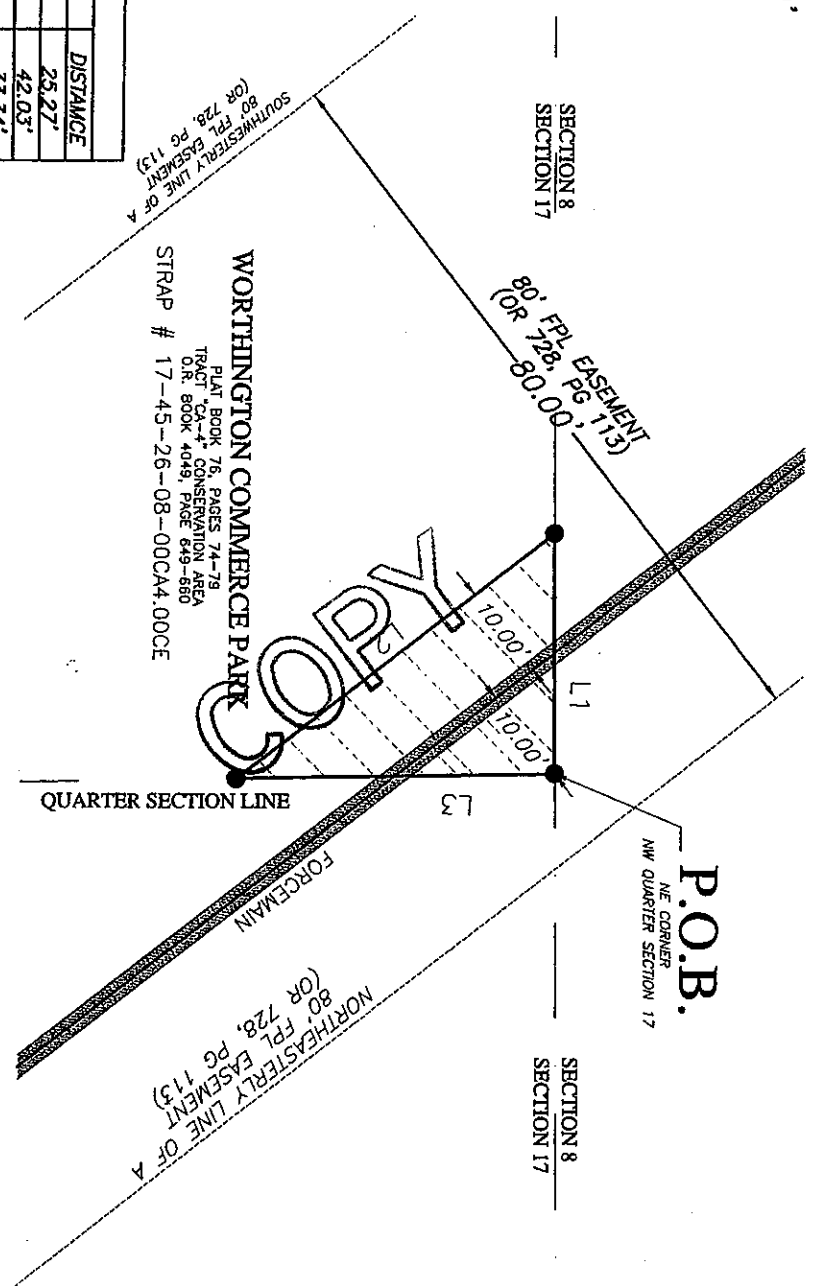 DISTANCE
25.27'
42.03'
SECTION 8
SECTION 17
80' FPL EASEMENT
(OR 728, PG 113)
80.00'
SOUTHWESTERLY LINE OF A
80' FPL EASEMENT
(OR 728, PG 113)
WORTHINGTON COMMERCE PARK
PLAT BOOK 76, PAGES 74-79
TRACT "CA-4" CONSERVATION AREA
O.R. BOOK 4049, PAGE 649-660
STRAP # 17-45-26-08-00CA4.00CE
COPY
10.00'
10.00'
L1
L2
L3
QUARTER SECTION LINE
FORCEMAIN
P.O.B.
NE CORNER
NW QUARTER SECTION 17
SECTION 8
SECTION 17
NORTHEASTERLY LINE OF A
80' FPL EASEMENT
(OR 728, PG 113)